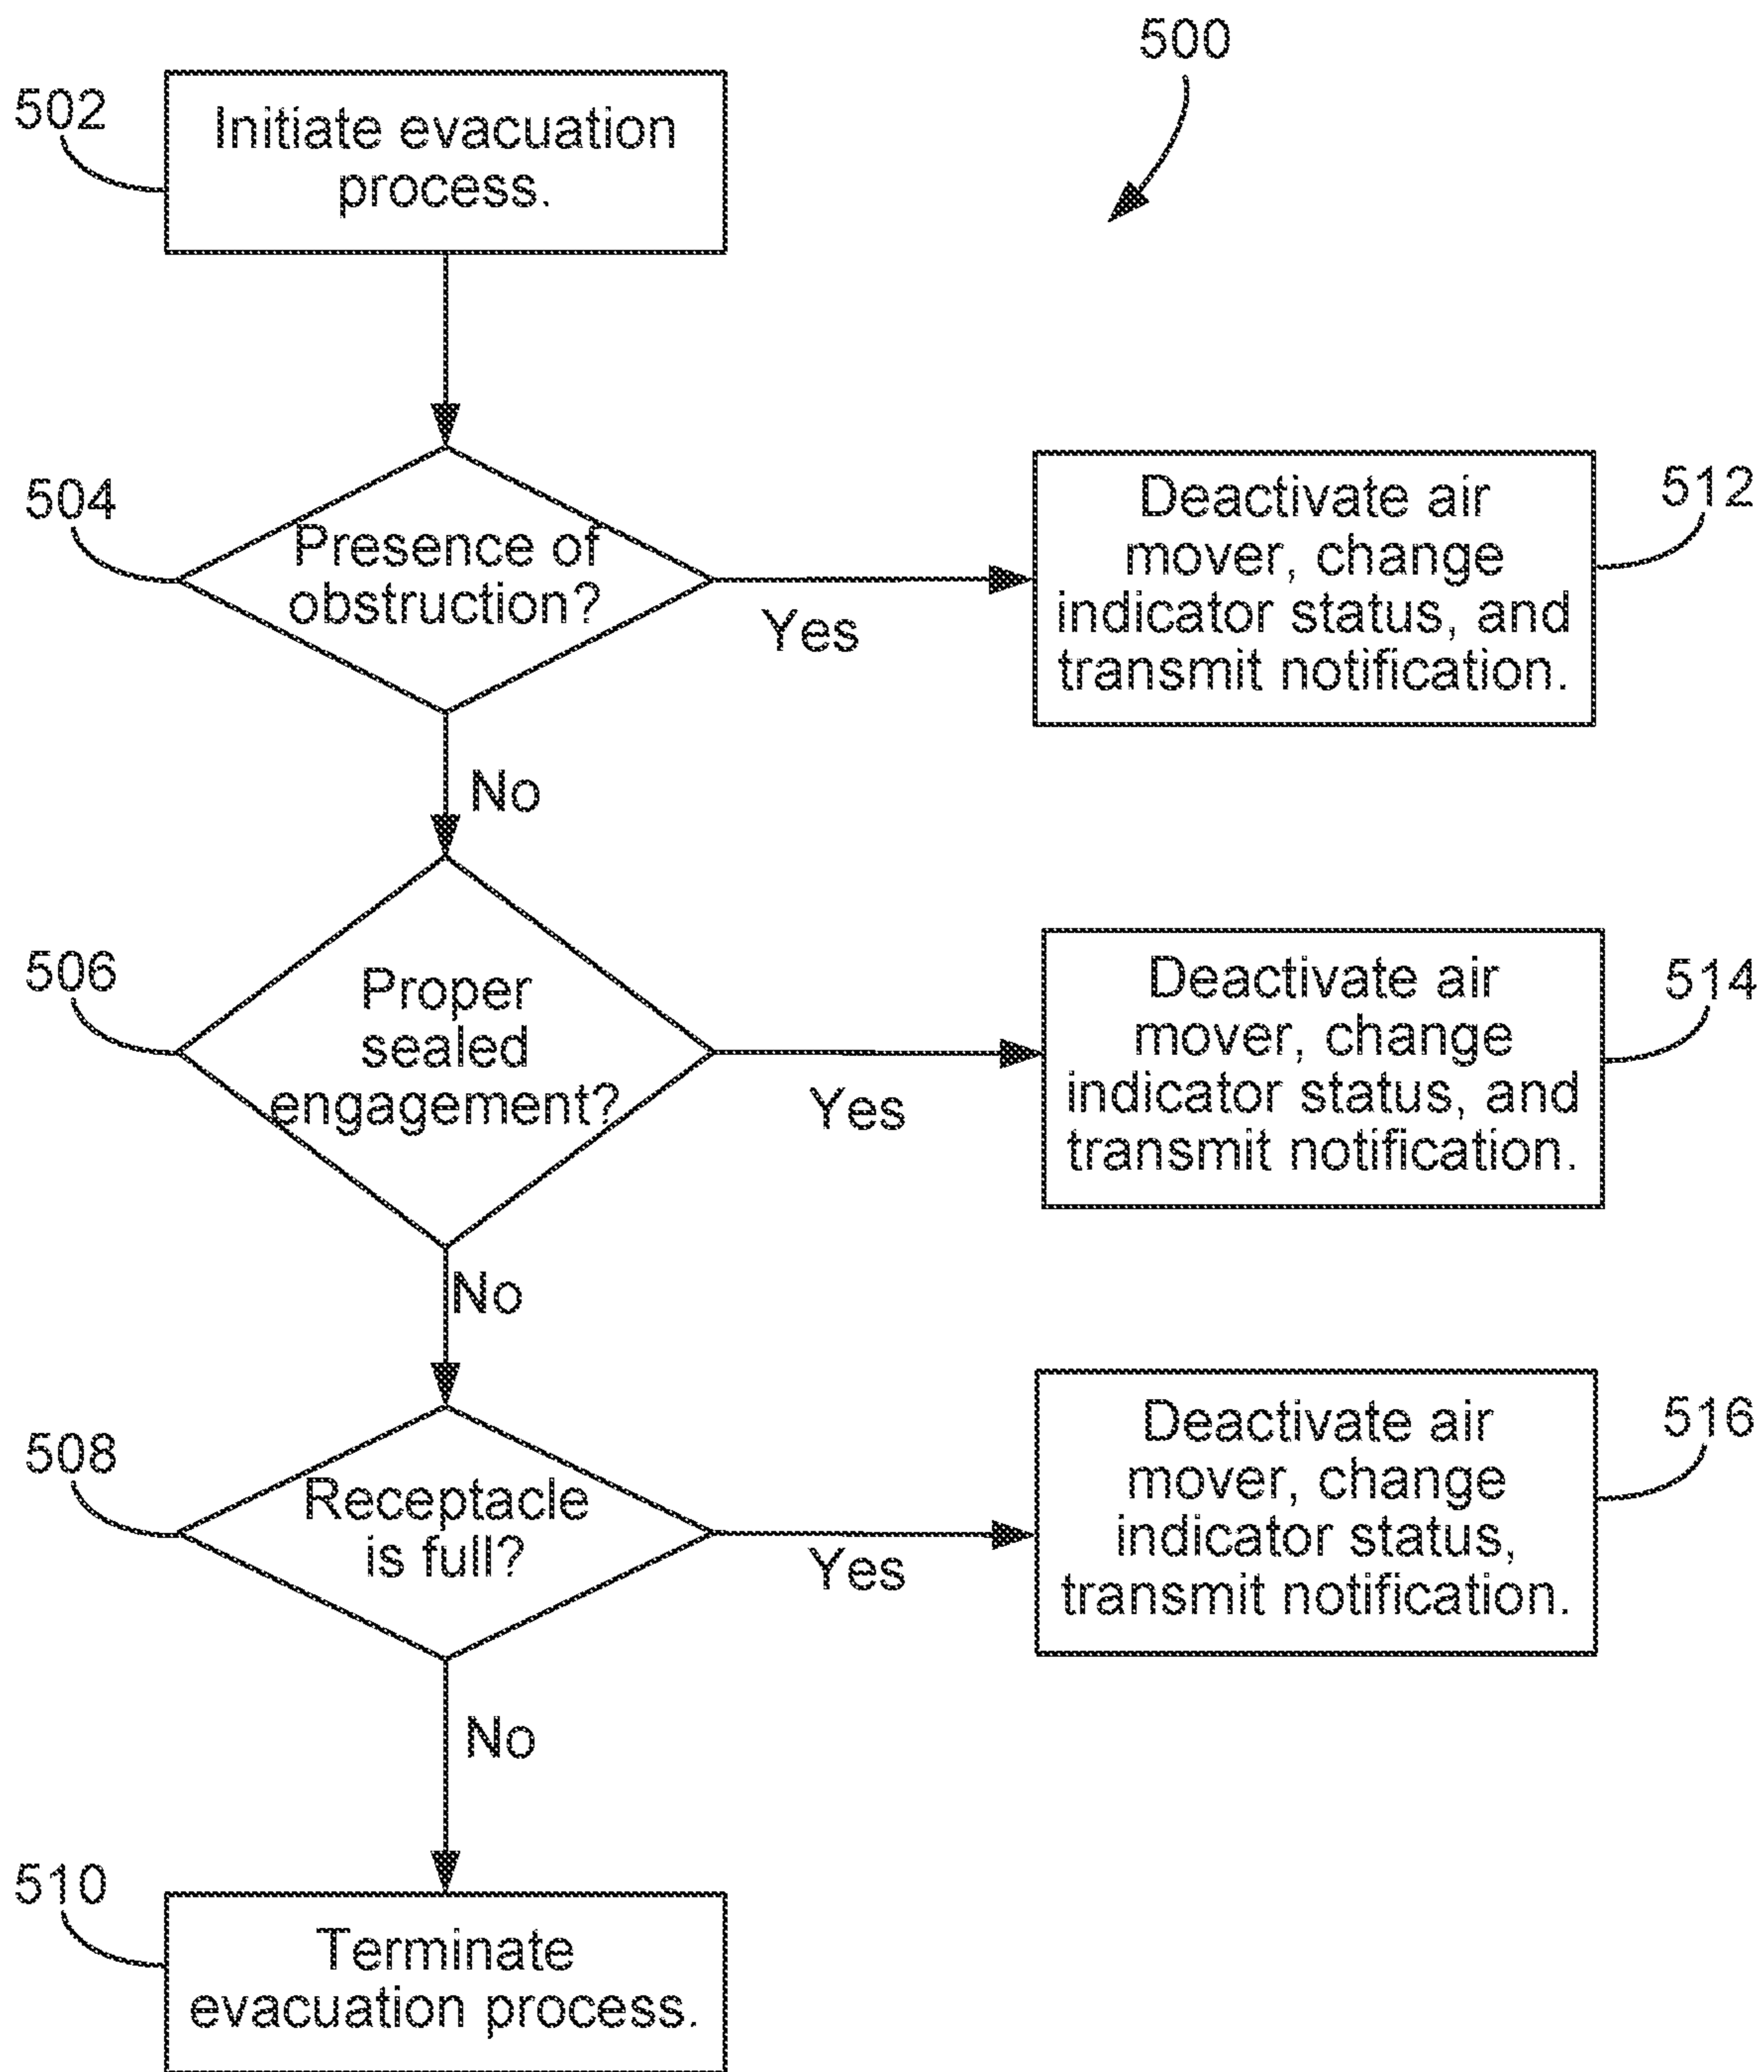 500
502
Initiate evacuation
process.
504
Presence of
obstruction?
Yes
512
Deactivate air
mover, change
indicator status, and
transmit notification.
No
506
Proper
sealed
engagement?
Yes
514
Deactivate air
mover, change
indicator status, and
transmit notification.
No
508
Receptacle
is full?
Yes
516
Deactivate air
mover, change
indicator status,
transmit notification.
No
510
Terminate
evacuation process.